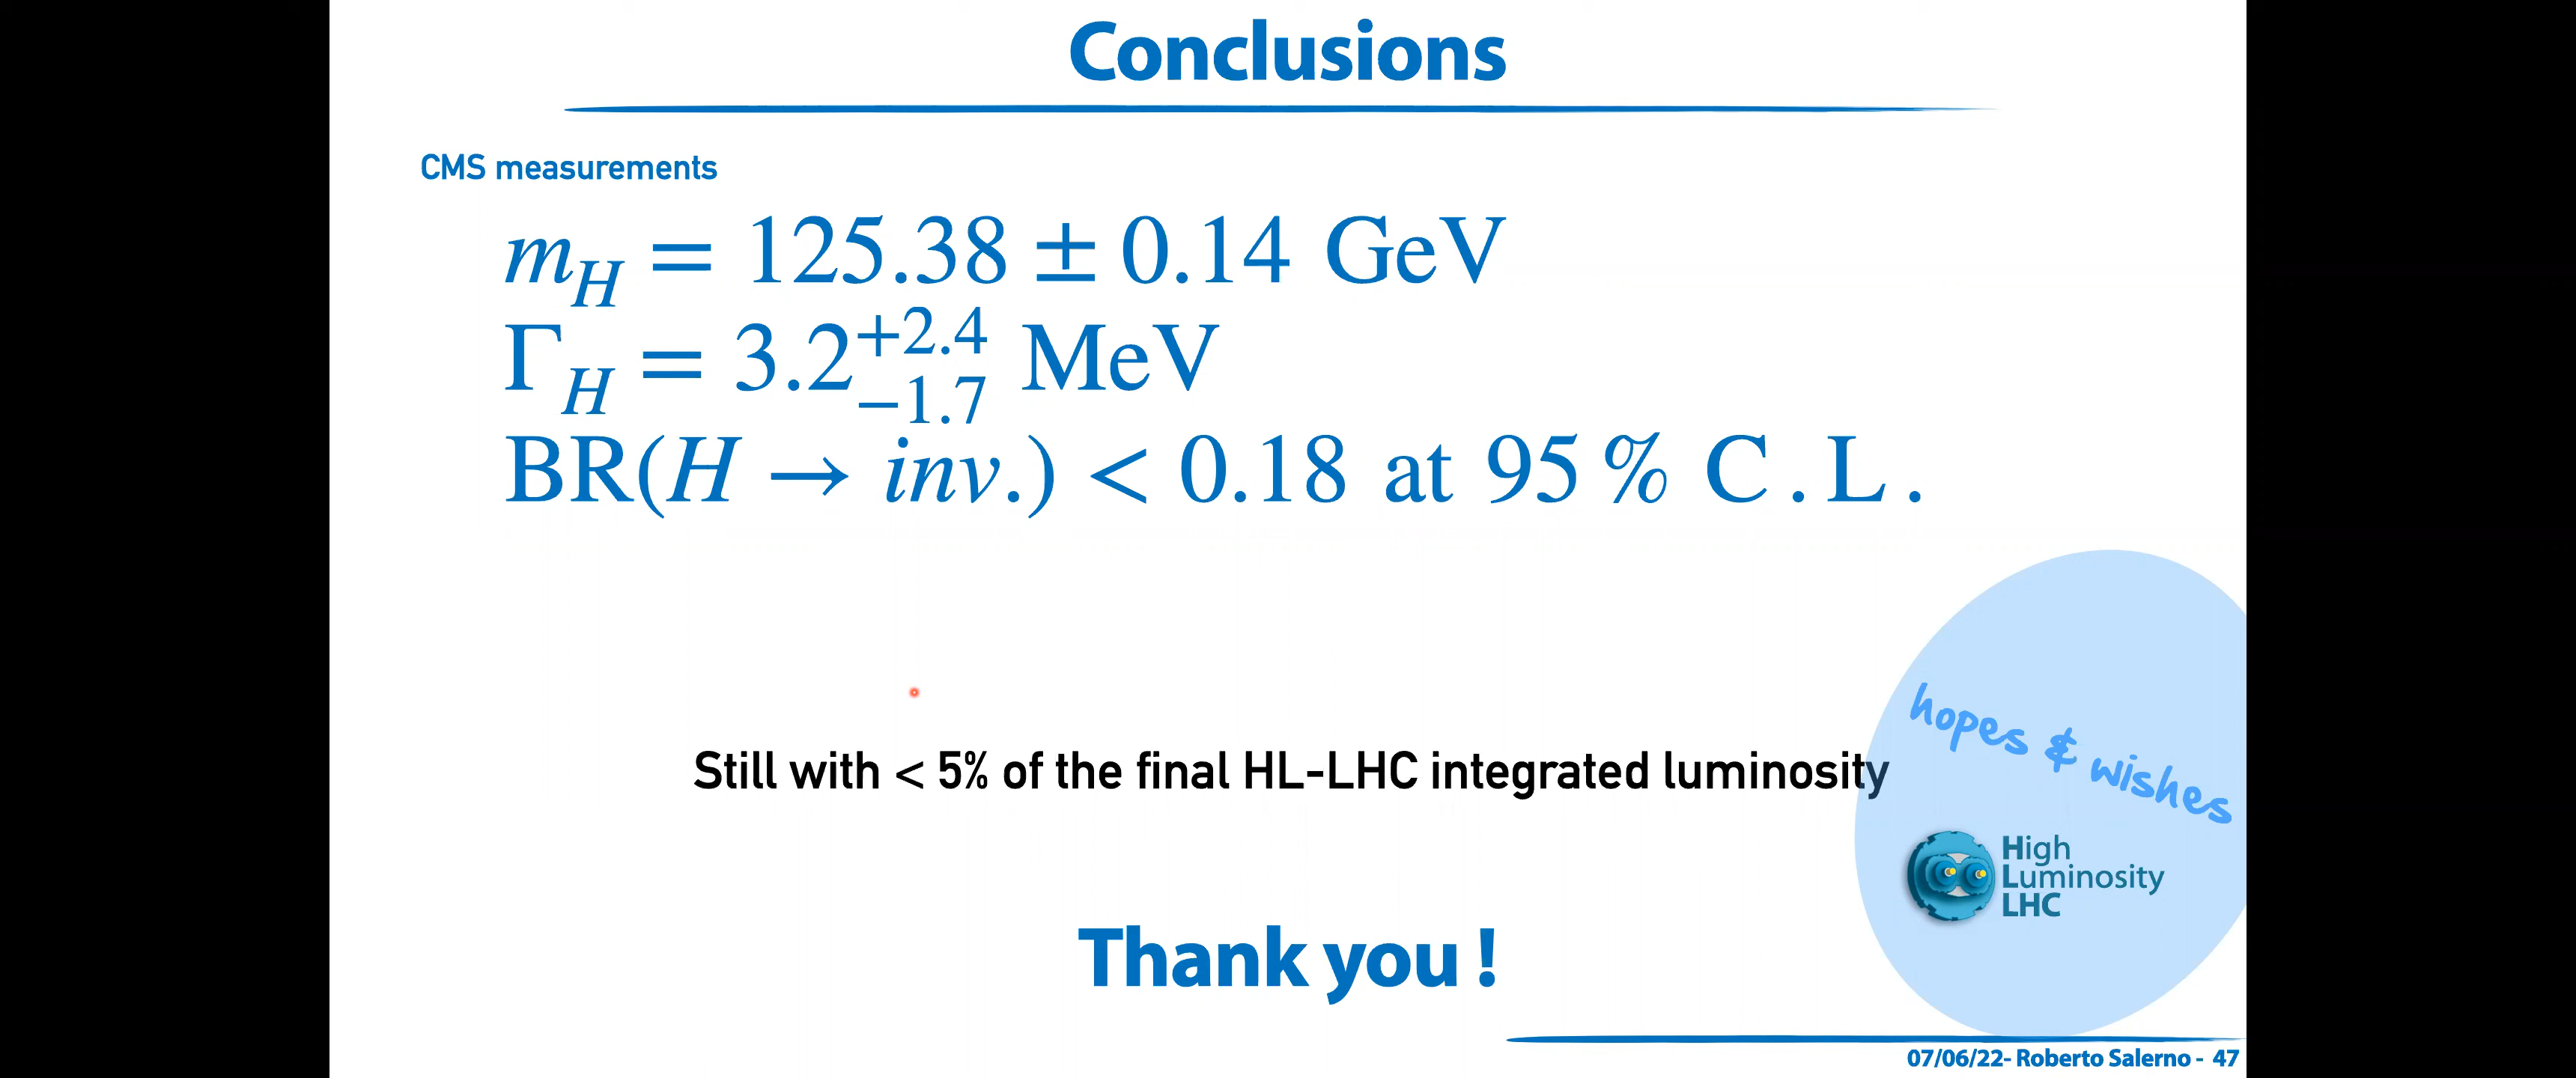 Conclusions
CMS measurements
m_H = 125.38 ± 0.14 GeV
Γ_H = 3.2^{+2.4}_{−1.7} MeV
BR(H → inv.) < 0.18 at 95 % C.L.
hopes & wishes
Still with < 5% of the final HL-LHC integrated luminosity
High
Luminosity
LHC
Thank you !
07/06/22- Roberto Salerno - 47